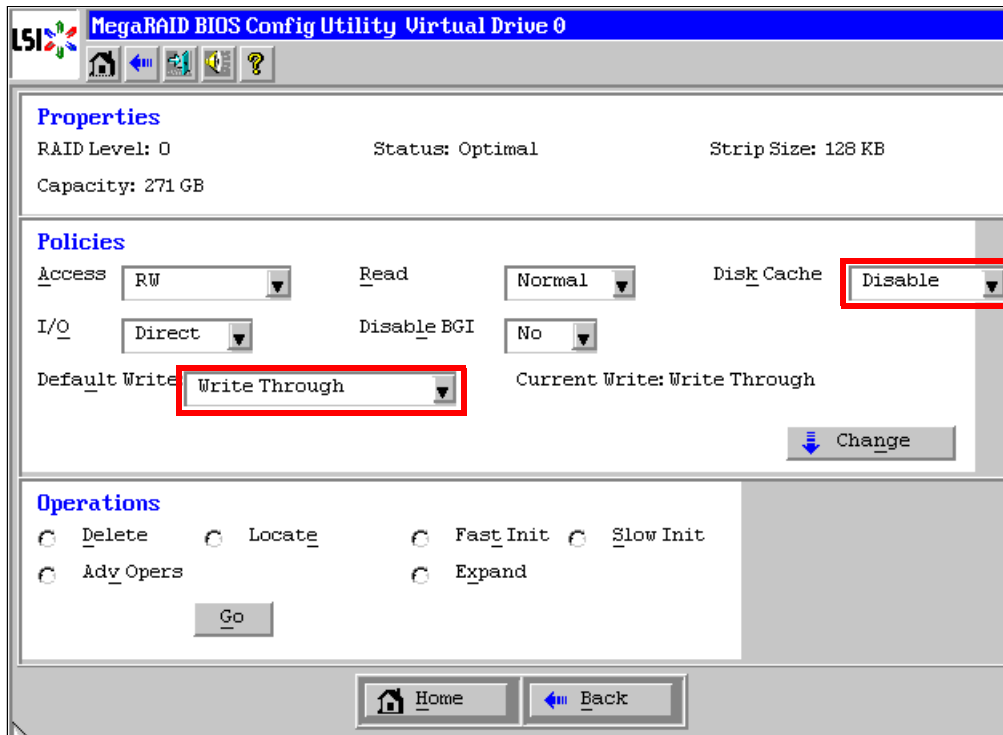 LSI
MegaRAID BIOS Config Utility Virtual Drive 0
?
Properties
RAID Level: 0 Status: Optimal Strip Size: 128 KB
Capacity: 271 GB
Policies
Access RW Read Normal Disk Cache Disable
I/O Direct Disable BGI No
Default Write: Write Through Current Write: Write Through
Change
Operations
Delete Locate Fast Init Slow Init
Adv Opers Expand
Go
Home Back